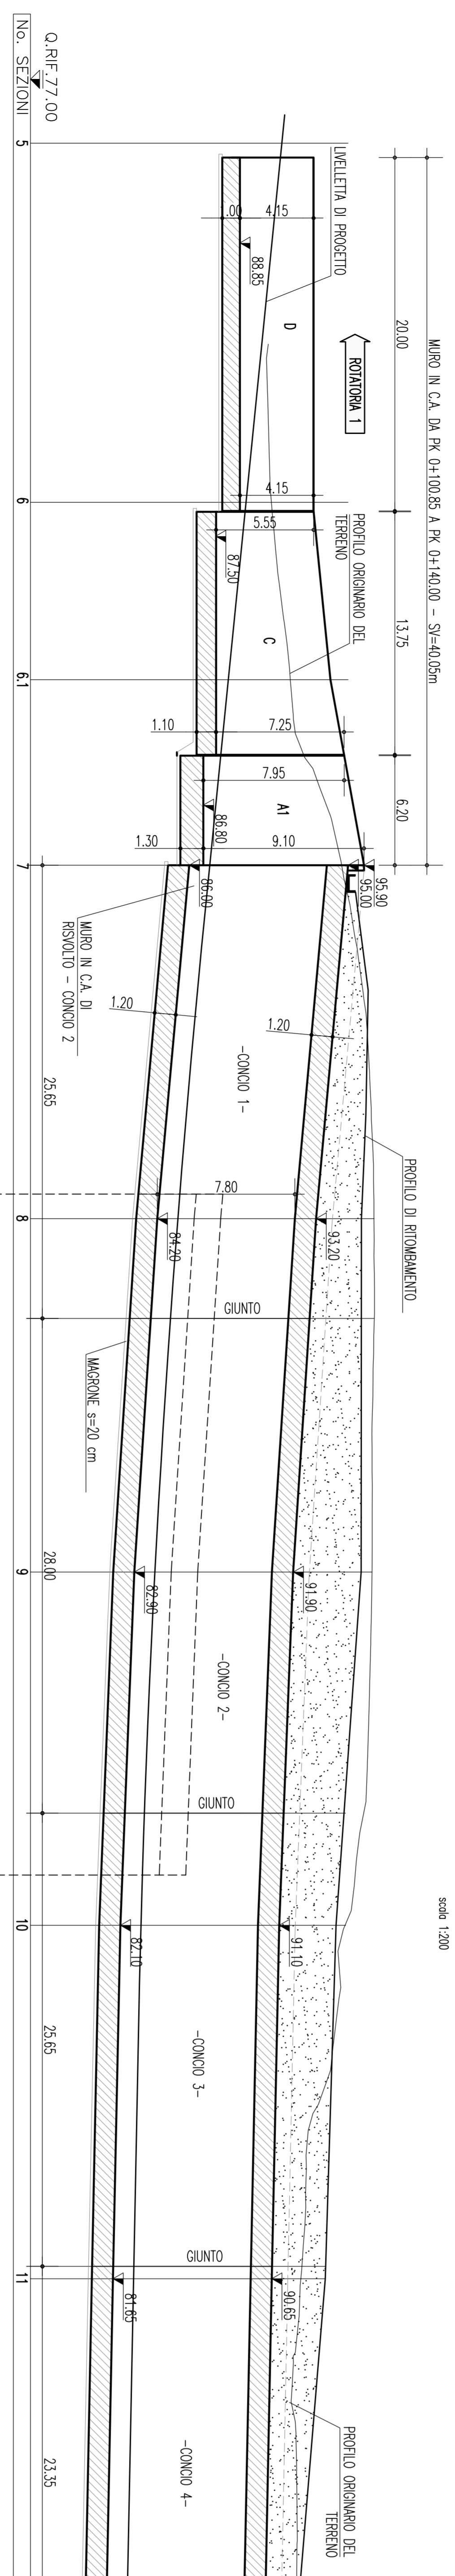 scala 1:200
MURO IN C.A. DA PK 0+100.85 A PK 0+140.00 - SV=40.05m
20.00
13.75
6.20
ROTATORIA 1
LIVELLETTA DI PROGETTO
PROFILO ORIGINARIO DEL
TERRENO
4.15
1.00
88.85
D
4.15
5.55
87.50
C
7.25
1.10
7.95
A1
86.80
9.10
1.30
95.90
95.00
86.00
MURO IN C.A. DI
RISVOLTO - CONCIO 2
1.20
1.20
-CONCIO 1-
PROFILO DI RITOMBAMENTO
7.80
93.20
84.20
GIUNTO
MAGRONE s=20 cm
91.90
82.90
-CONCIO 2-
GIUNTO
91.10
82.10
-CONCIO 3-
GIUNTO
90.65
81.65
PROFILO ORIGINARIO DEL
TERRENO
-CONCIO 4-
25.65
28.00
25.65
23.35
Q.RIF.77.00
No. SEZIONI
5
6
6.1
7
8
9
10
11